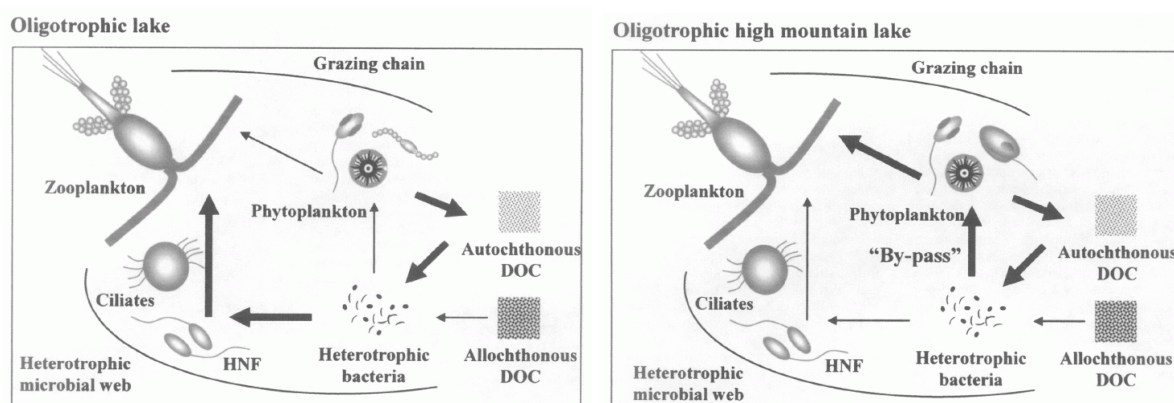 Oligotrophic lake
Grazing chain
Zooplankton
Phytoplankton
Autochthonous
DOC
Ciliates
HNF
Heterotrophic
bacteria
Allochthonous
DOC
Heterotrophic
microbial web
Oligotrophic high mountain lake
Grazing chain
Zooplankton
Phytoplankton
"By-pass"
Autochthonous
DOC
Ciliates
HNF
Heterotrophic
bacteria
Allochthonous
DOC
Heterotrophic
microbial web